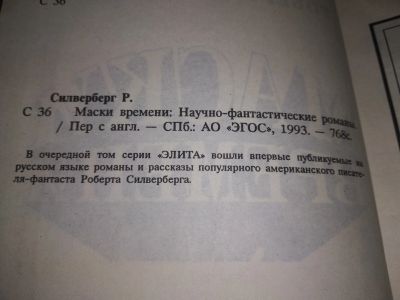 С 36
Силверберг Р.
С 36 Маски времени: Научно-фантастические романы.
/ Пер с англ. — СПб.: АО «ЭГОС», 1993. — 768с.
В очередной том серии «ЭЛИТА» вошли впервые публикуемые на
русском языке романы и рассказы популярного американского писате-
ля-фантаста Роберта Силверберга.